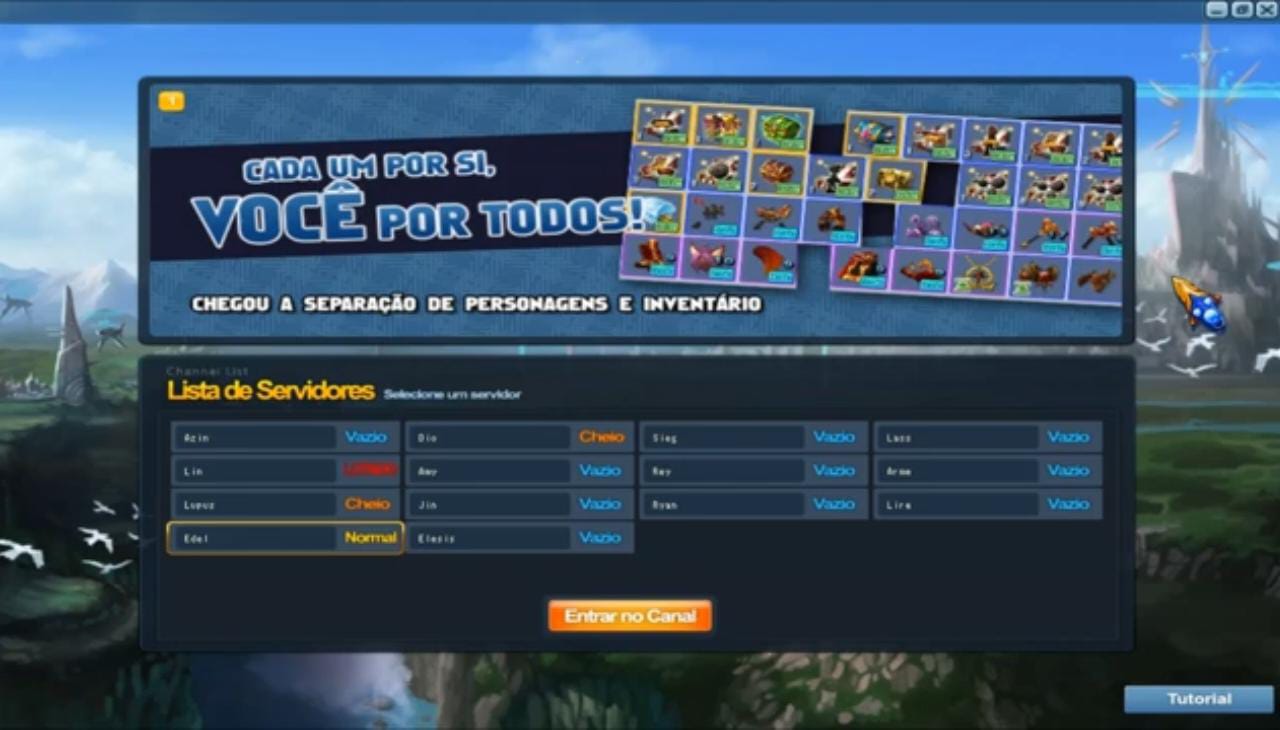 1
CADA UM POR SI,
VOCÊ POR TODOS!
CHEGOU A SEPARAÇÃO DE PERSONAGENS E INVENTÁRIO
Channel List
Lista de Servidores Selecione um servidor
Azin Vazio Dio Cheio Sieg Vazio Lass Vazio
Lin Amy Vazio Rey Vazio Arme Vazio
Lupus Cheio Jin Vazio Ryan Vazio Lire Vazio
Edel Normal Elesis Vazio
Entrar no Canal
Tutorial